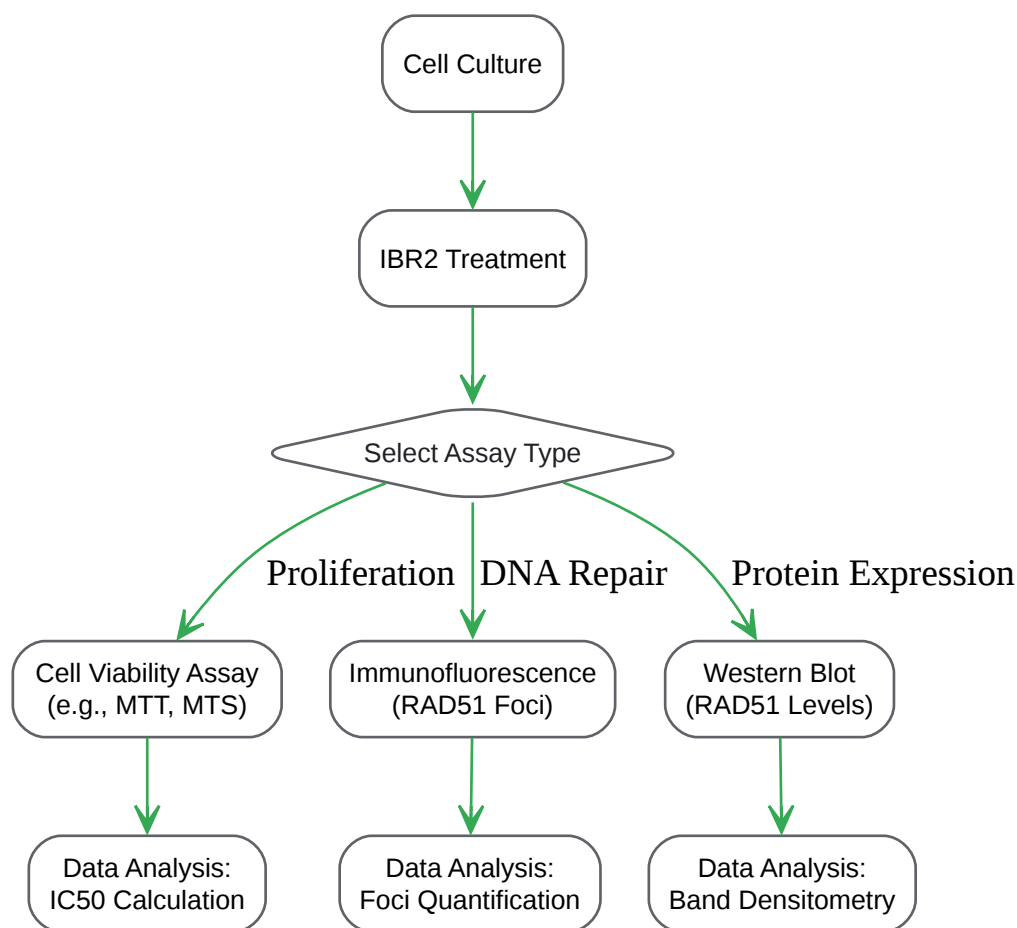 Cell Culture
IBR2 Treatment
Select Assay Type
Proliferation
DNA Repair
Protein Expression
Cell Viability Assay
(e.g., MTT, MTS)
Immunofluorescence
(RAD51 Foci)
Western Blot
(RAD51 Levels)
Data Analysis:
IC50 Calculation
Data Analysis:
Foci Quantification
Data Analysis:
Band Densitometry